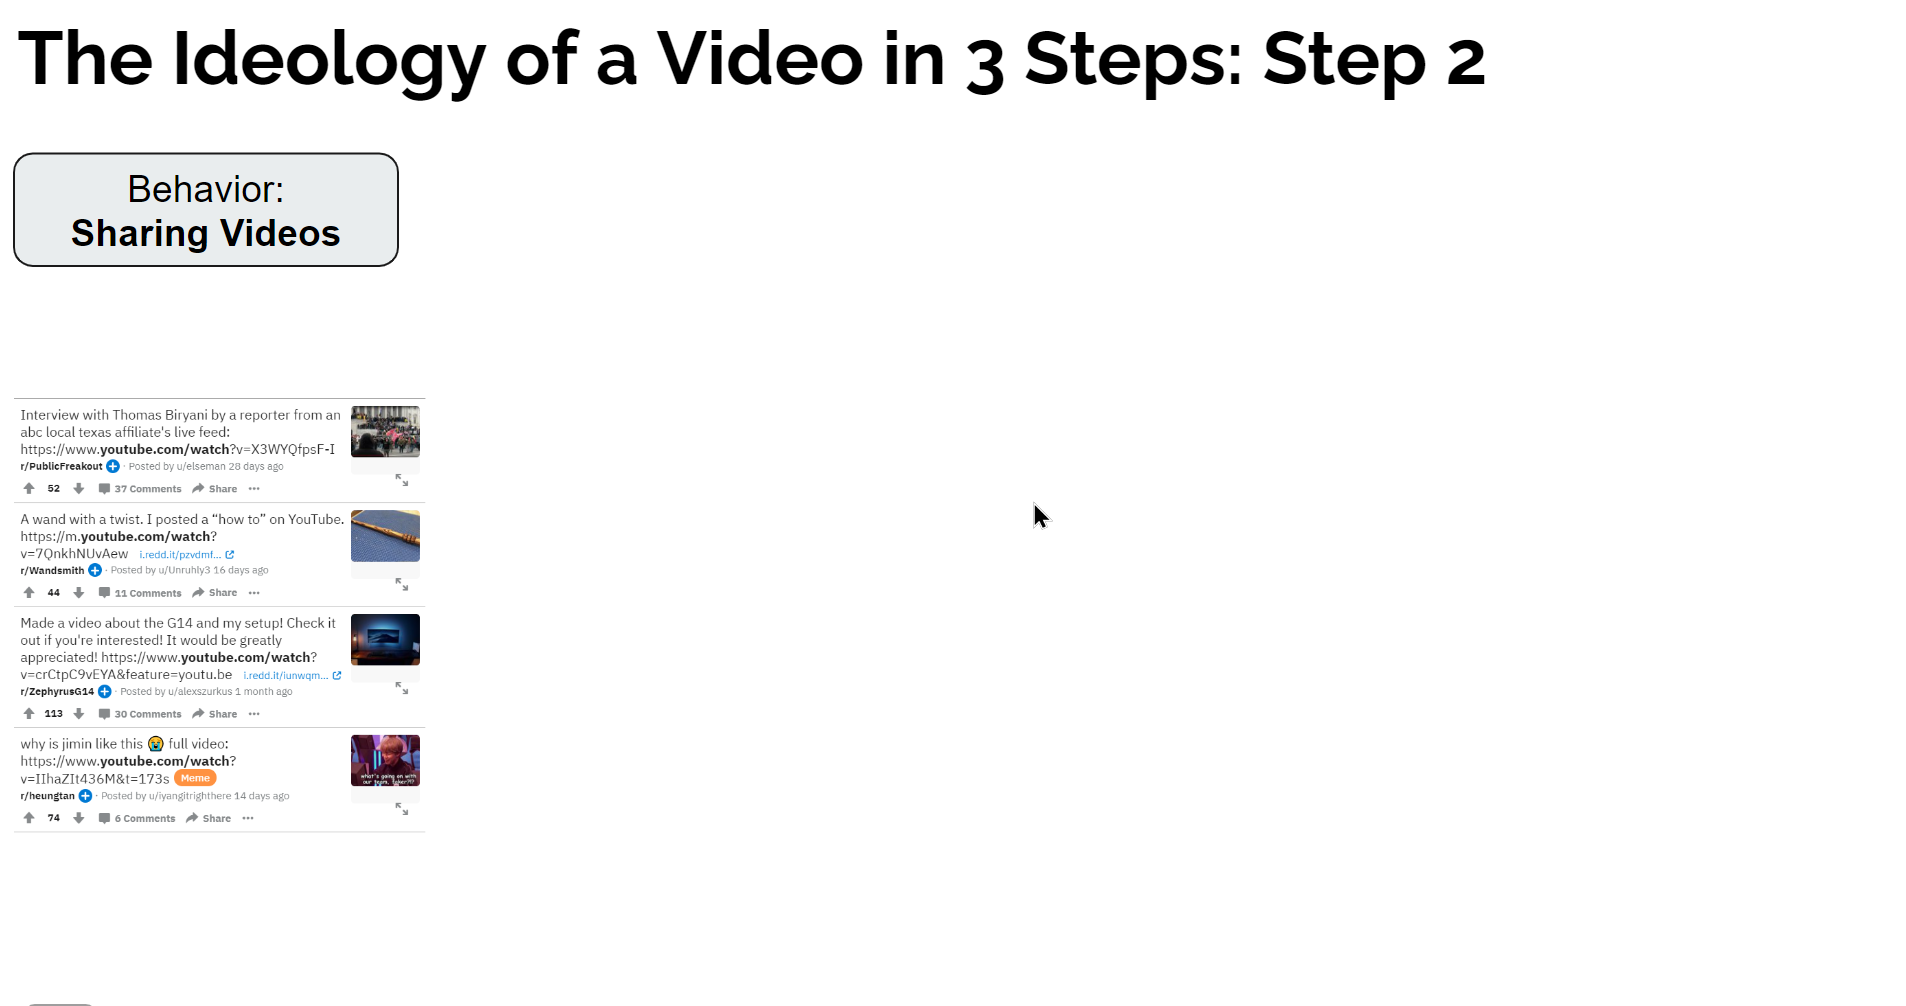 The Ideology of a Video in 3 Steps: Step 2
Behavior:
Sharing Videos
Interview with Thomas Biryani by a reporter from an
abc local texas affiliate's live feed:
https://www.youtube.com/watch?v=X3WYQfpsF-I
r/PublicFreakout · Posted by u/elseman 28 days ago
52 37 Comments Share ...
A wand with a twist. I posted a “how to” on YouTube.
https://m.youtube.com/watch?
v=7QnkhNUvAew i.redd.it/pzvdmf...
r/Wandsmith · Posted by u/Unruhly3 16 days ago
44 11 Comments Share ...
Made a video about the G14 and my setup! Check it
out if you're interested! It would be greatly
appreciated! https://www.youtube.com/watch?
v=crCtpC9vEYA&feature=youtu.be i.redd.it/iunwqm...
r/ZephyrusG14 · Posted by u/alexszurkus 1 month ago
113 30 Comments Share ...
why is jimin like this 😭 full video:
https://www.youtube.com/watch?
v=IIhaZIt436M&t=173s Meme
what's going on with
our team, Faker?!?
r/heungtan · Posted by u/iyangitrighthere 14 days ago
74 6 Comments Share ...